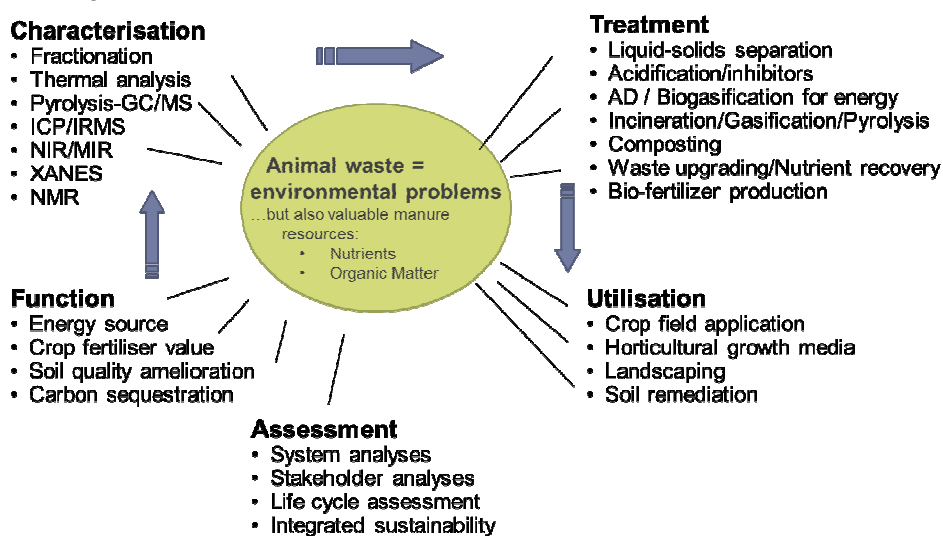 Characterisation
• Fractionation
• Thermal analysis
• Pyrolysis-GC/MS
• ICP/IRMS
• NIR/MIR
• XANES
• NMR
Treatment
• Liquid-solids separation
• Acidification/inhibitors
• AD / Biogasification for energy
• Incineration/Gasification/Pyrolysis
• Composting
• Waste upgrading/Nutrient recovery
• Bio-fertilizer production
Animal waste =
environmental problems
…but also valuable manure
resources:
• Nutrients
• Organic Matter
Function
• Energy source
• Crop fertiliser value
• Soil quality amelioration
• Carbon sequestration
Utilisation
• Crop field application
• Horticultural growth media
• Landscaping
• Soil remediation
Assessment
• System analyses
• Stakeholder analyses
• Life cycle assessment
• Integrated sustainability